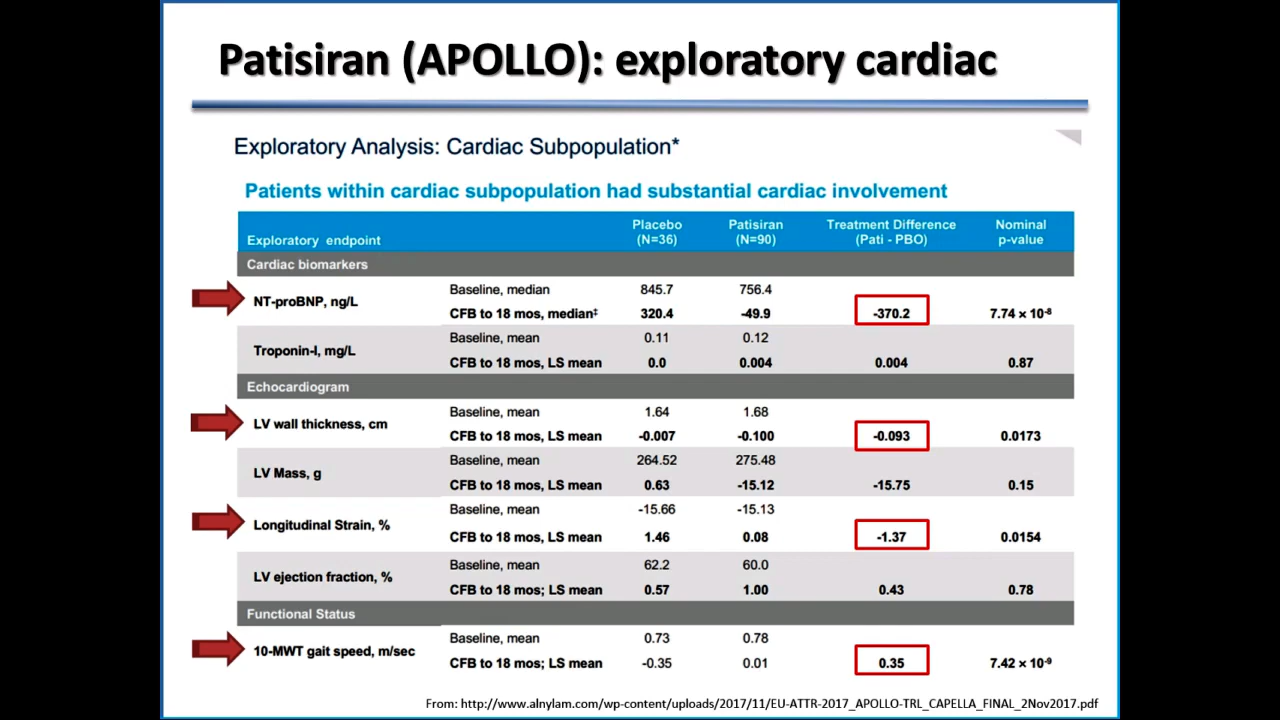 Patisiran (APOLLO): exploratory cardiac
Exploratory Analysis: Cardiac Subpopulation*
Patients within cardiac subpopulation had substantial cardiac involvement
Exploratory endpoint Placebo (N=36) Patisiran (N=90) Treatment Difference (Pati - PBO) Nominal p-value
Cardiac biomarkers
NT-proBNP, ng/L
Baseline, median 845.7 756.4
CFB to 18 mos, median‡ 320.4 -49.9 -370.2 7.74 × 10-8
Troponin-I, mg/L
Baseline, mean 0.11 0.12
CFB to 18 mos, LS mean 0.0 0.004 0.004 0.87
Echocardiogram
LV wall thickness, cm
Baseline, mean 1.64 1.68
CFB to 18 mos, LS mean -0.007 -0.100 -0.093 0.0173
LV Mass, g
Baseline, mean 264.52 275.48
CFB to 18 mos, LS mean 0.63 -15.12 -15.75 0.15
Longitudinal Strain, %
Baseline, mean -15.66 -15.13
CFB to 18 mos, LS mean 1.46 0.08 -1.37 0.0154
LV ejection fraction, %
Baseline, mean 62.2 60.0
CFB to 18 mos; LS mean 0.57 1.00 0.43 0.78
Functional Status
10-MWT gait speed, m/sec
Baseline, mean 0.73 0.78
CFB to 18 mos; LS mean -0.35 0.01 0.35 7.42 × 10-9
From: http://www.alnylam.com/wp-content/uploads/2017/11/EU-ATTR-2017_APOLLO-TRL_CAPELLA_FINAL_2Nov2017.pdf